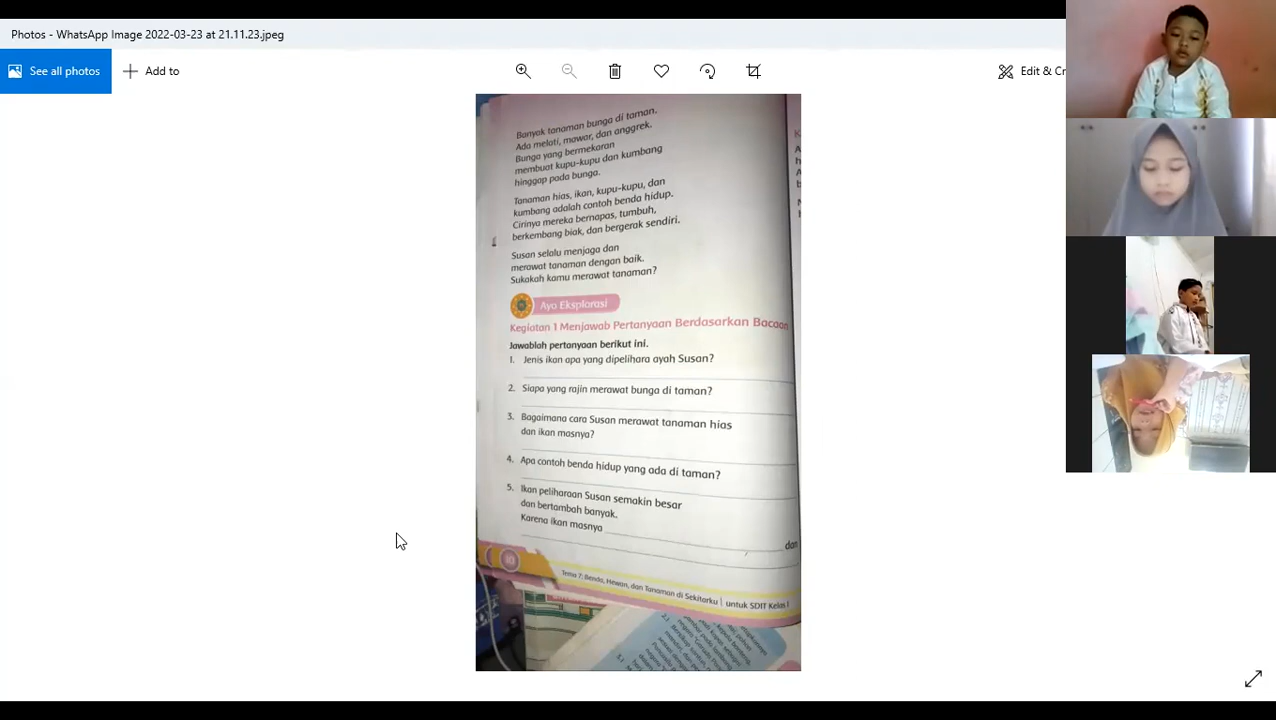 Photos - WhatsApp Image 2022-03-23 at 21.11.23.jpeg
See all photos
Add to
Edit & Cr
Banyak tanaman bunga di taman.
Ada melati, mawar, dan anggrek.
Bunga yang bermekaran
membuat kupu-kupu dan kumbang
hinggap pada bunga.
Tanaman hias, ikan, kupu-kupu, dan
kumbang adalah contoh benda hidup.
Cirinya mereka bernapas, tumbuh,
berkembang biak, dan bergerak sendiri.
Susan selalu menjaga dan
merawat tanaman dengan baik.
Sukakah kamu merawat tanaman?
Ayo Eksplorasi
Kegiatan 1 Menjawab Pertanyaan Berdasarkan Bacaan
Jawablah pertanyaan berikut ini.
1. Jenis ikan apa yang dipelihara ayah Susan?
2. Siapa yang rajin merawat bunga di taman?
3. Bagaimana cara Susan merawat tanaman hias
dan ikan masnya?
4. Apa contoh benda hidup yang ada di taman?
5. Ikan peliharaan Susan semakin besar
dan bertambah banyak.
Karena ikan masnya
dan
Tema 7: Benda, Hewan, dan Tanaman di Sekitarku | untuk SDIT Kelas I